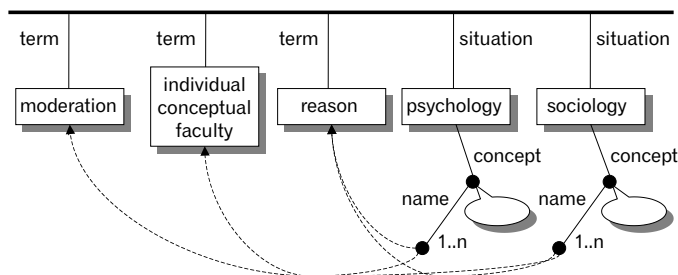 term
term
term
situation
situation
moderation
individual
conceptual
faculty
reason
psychology
sociology
concept
concept
name
name
1..n
1..n